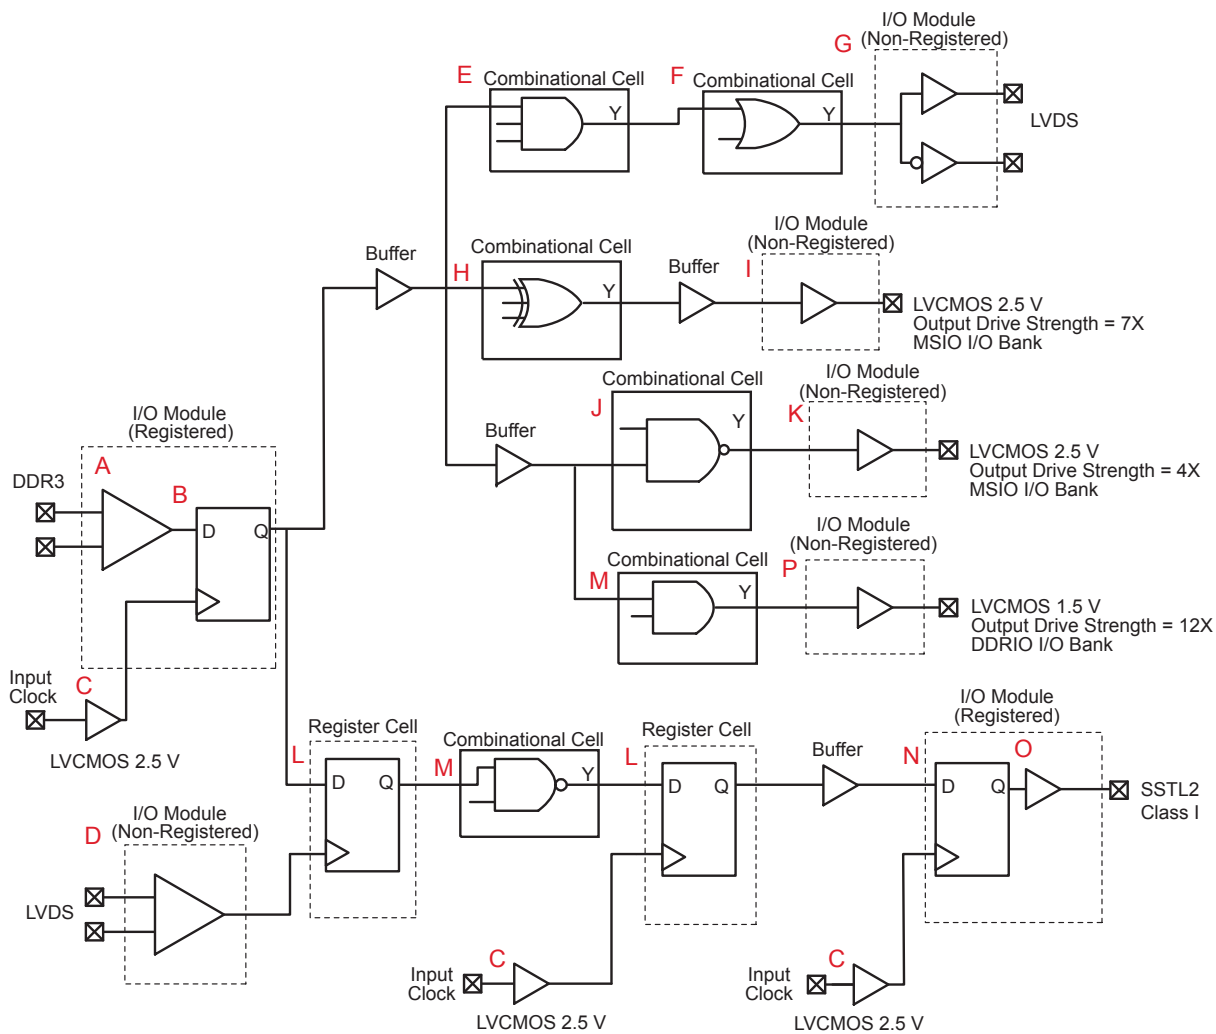 I/O Module
(Non-Registered)
G
E
Combinational Cell
F
Combinational Cell
Y
Y
LVDS
I/O Module
(Non-Registered)
Buffer
H
Combinational Cell
Y
Buffer
I
LVCMOS 2.5 V
Output Drive Strength = 7X
MSIO I/O Bank
I/O Module
(Non-Registered)
Combinational Cell
J
Y
K
Buffer
LVCMOS 2.5 V
Output Drive Strength = 4X
MSIO I/O Bank
I/O Module
(Registered)
A
DDR3
B
D
Q
I/O Module
(Non-Registered)
Combinational Cell
M
Y
P
LVCMOS 1.5 V
Output Drive Strength = 12X
DDRIO I/O Bank
Input
Clock
C
LVCMOS 2.5 V
Register Cell
L
D
Q
Combinational Cell
M
Y
Register Cell
L
D
Q
Buffer
I/O Module
(Registered)
N
D
Q
O
SSTL2
Class I
I/O Module
(Non-Registered)
D
LVDS
Input
Clock
C
LVCMOS 2.5 V
Input
Clock
C
LVCMOS 2.5 V